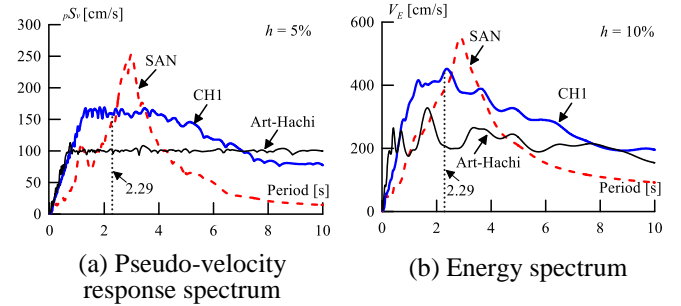 pSv [cm/s]
300
250
200
150
100
50
0
0
2
4
6
8
10
h = 5%
SAN
CH1
Art-Hachi
2.29
Period [s]
(a) Pseudo-velocity
response spectrum
VE [cm/s]
600
400
200
0
0
2
4
6
8
10
h = 10%
SAN
CH1
Art-Hachi
2.29
Period [s]
(b) Energy spectrum